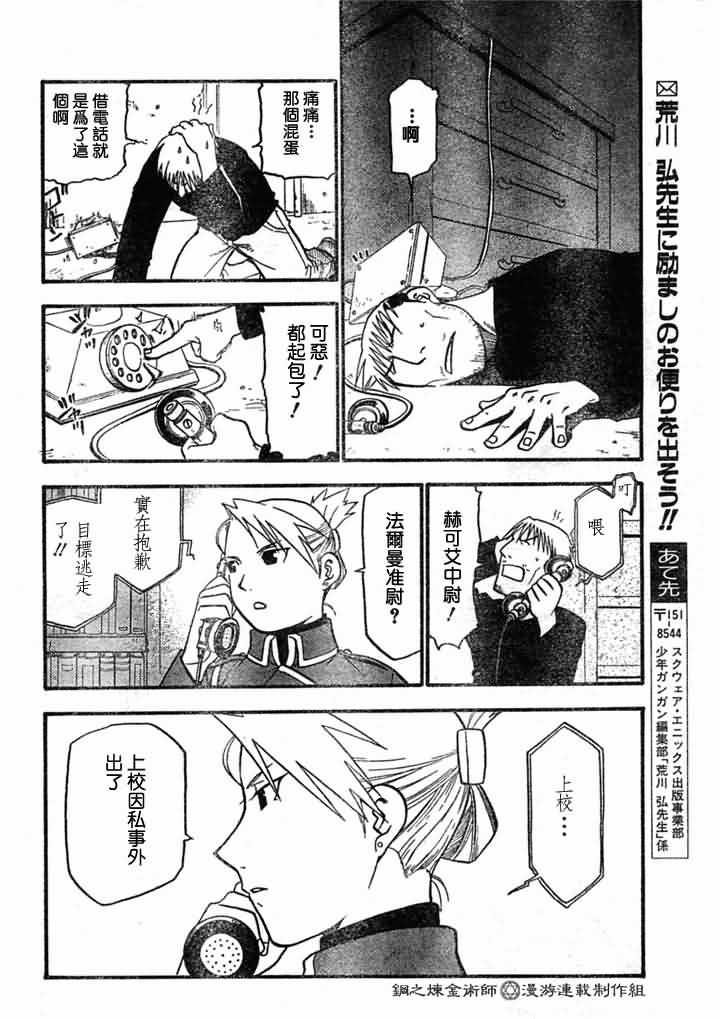 …啊
痛痛…
那個混蛋
借電話就
是爲了這
個啊
可惡！
都起包了！
叮
喂
赫可艾中尉！
法爾曼准尉？
實在抱歉
目標逃走
了!!
上校…
上校因私事外
出了
荒川 弘先生に励ましのお便りを出そう!!
あて先
〒151-8544
スクウェア・エニックス出版事業部
少年ガンガン編集部「荒川 弘先生」係
鋼之煉金術師 漫游連載制作組